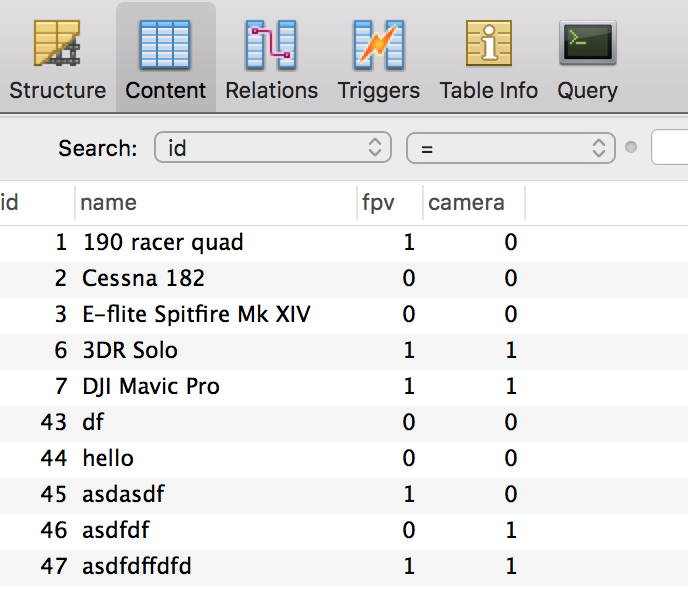 Structure Content Relations Triggers Table Info Query
Search: id =
id name fpv camera
1 190 racer quad 1 0
2 Cessna 182 0 0
3 E-flite Spitfire Mk XIV 0 0
6 3DR Solo 1 1
7 DJI Mavic Pro 1 1
43 df 0 0
44 hello 0 0
45 asdasdf 1 0
46 asdfdf 0 1
47 asdfdffdfd 1 1